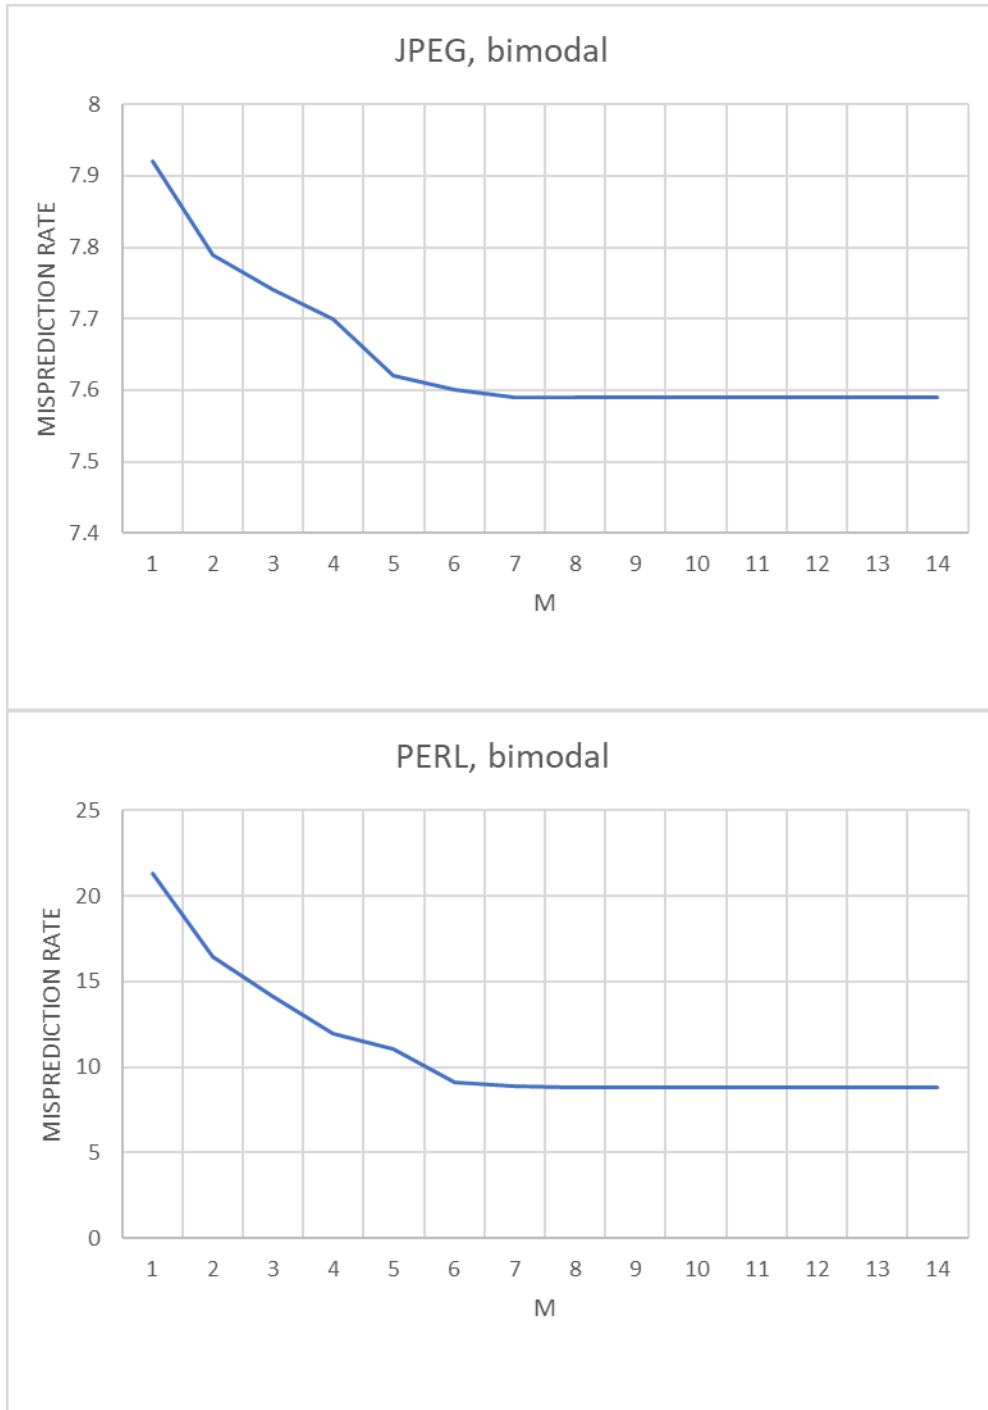 JPEG, bimodal
8
7.9
7.8
7.7
7.6
7.5
7.4
MISPREDICTION RATE
1 2 3 4 5 6 7 8 9 10 11 12 13 14
M
PERL, bimodal
25
20
15
10
5
0
MISPREDICTION RATE
1 2 3 4 5 6 7 8 9 10 11 12 13 14
M